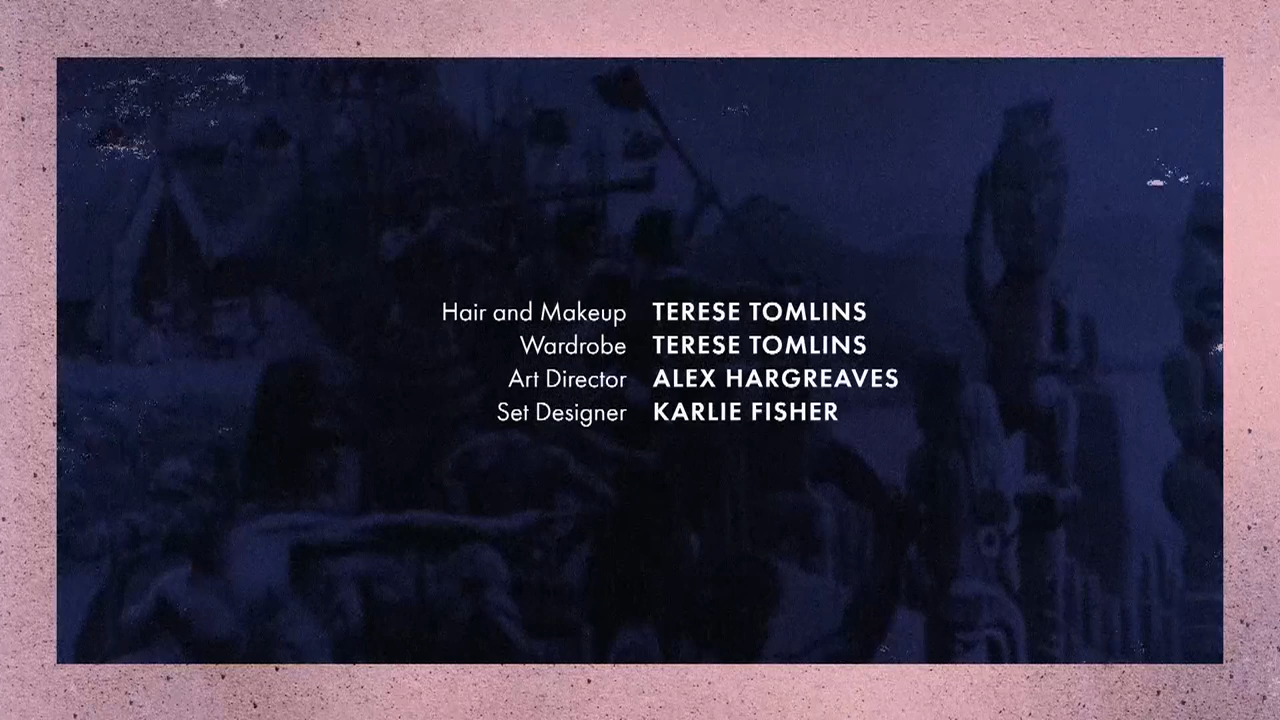 Hair and Makeup TERESE TOMLINS
Wardrobe TERESE TOMLINS
Art Director ALEX HARGREAVES
Set Designer KARLIE FISHER